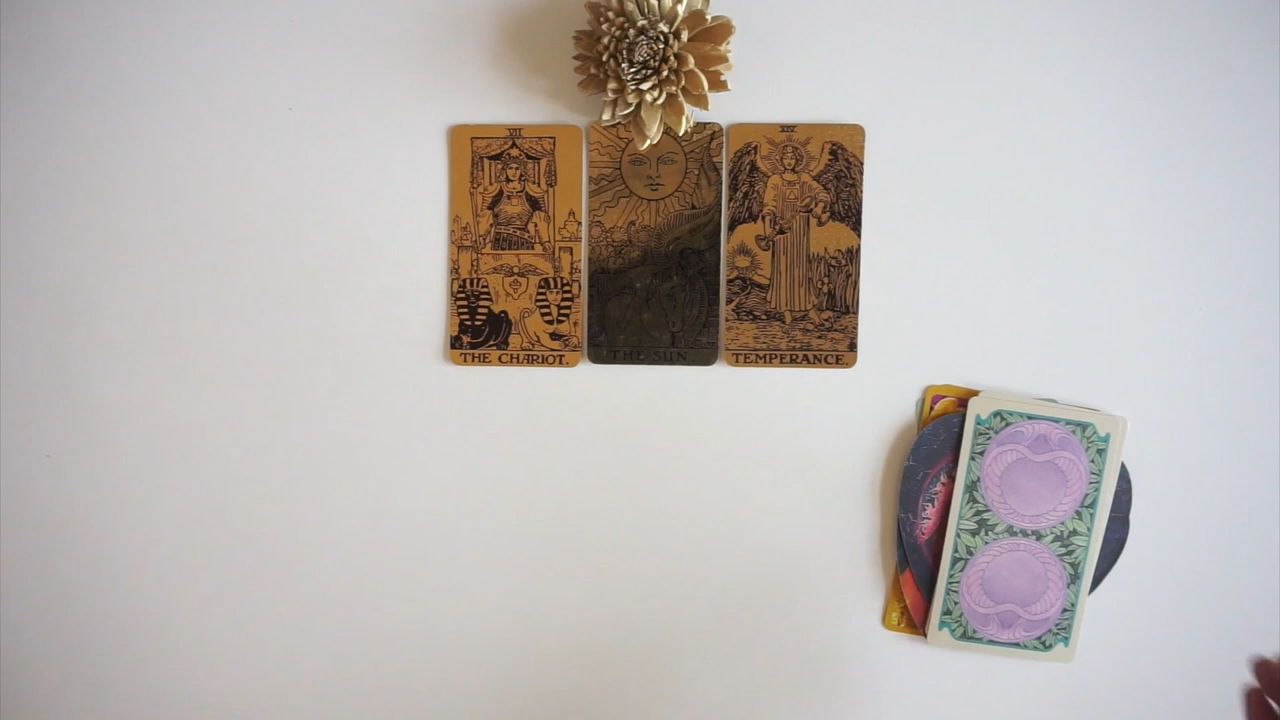 VII
THE CHARIOT.
THE SUN
XIV
TEMPERANCE.